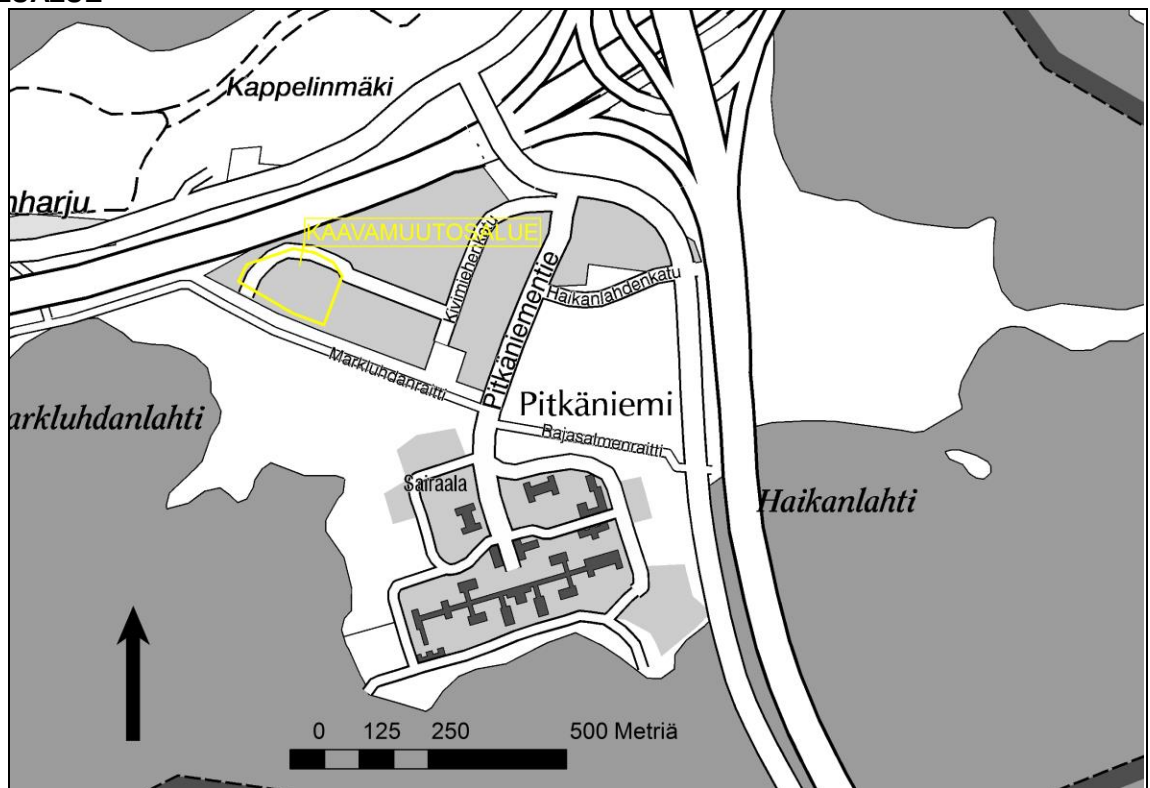 Kappelinmäki
nharju
KAAVAMUUTOSALUE
Kivimiehenkatu
Pitkäniementie
Haikanlahdenkatu
Markluhdanraitti
arkluhdanlahti
Pitkäniemi
Rajasalmenraitti
Sairaala
Haikanlahti
0 125 250 500 Metriä